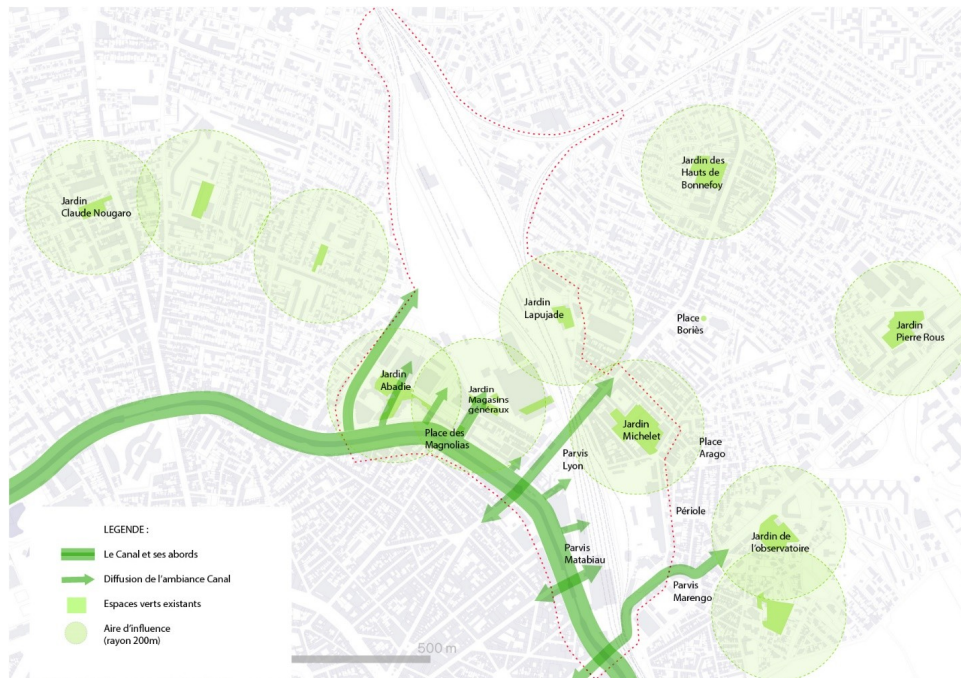 Jardin des
Hauts de
Bonnefoy
Jardin
Claude Nougaro
Jardin
Lapujade
Place
Boriès
Jardin
Pierre Rous
Jardin
Abadie
Jardin
Magasins
généraux
Place des
Magnolias
Jardin
Michelet
Place
Arago
Parvis
Lyon
Périole
Jardin de
l'observatoire
Parvis
Matabiau
Parvis
Marengo
LEGENDE :
Le Canal et ses abords
Diffusion de l'ambiance Canal
Espaces verts existants
Aire d'influence
(rayon 200m)
500 m